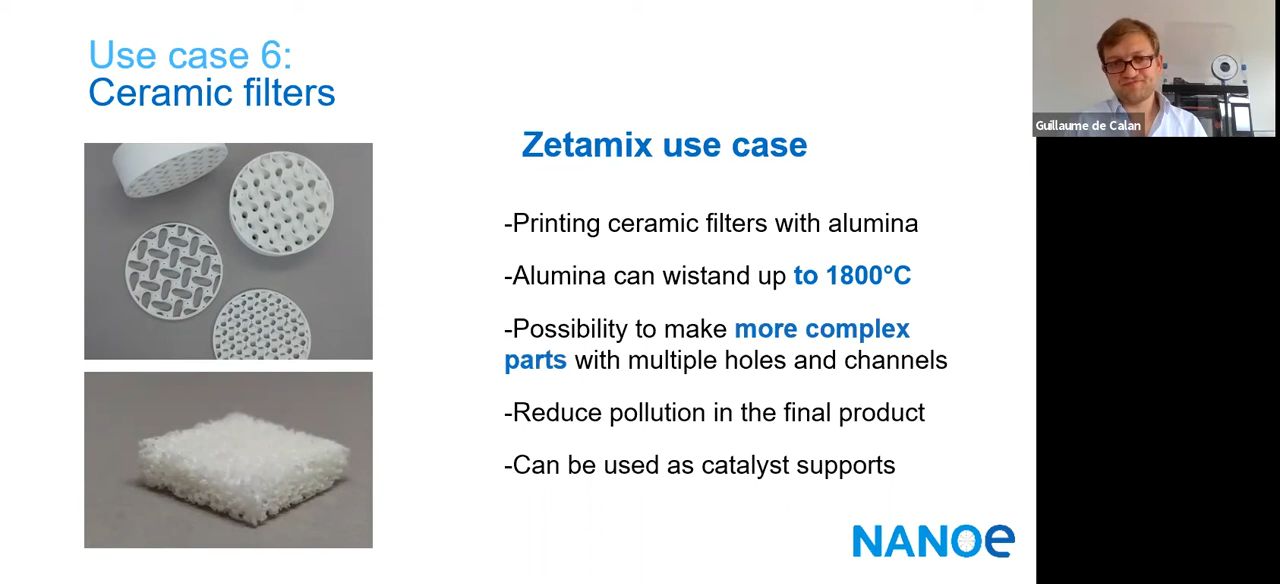 Use case 6:
Ceramic filters
Zetamix use case
-Printing ceramic filters with alumina
-Alumina can wistand up to 1800°C
-Possibility to make more complex
parts with multiple holes and channels
-Reduce pollution in the final product
-Can be used as catalyst supports
NANOe
Guillaume de Calan